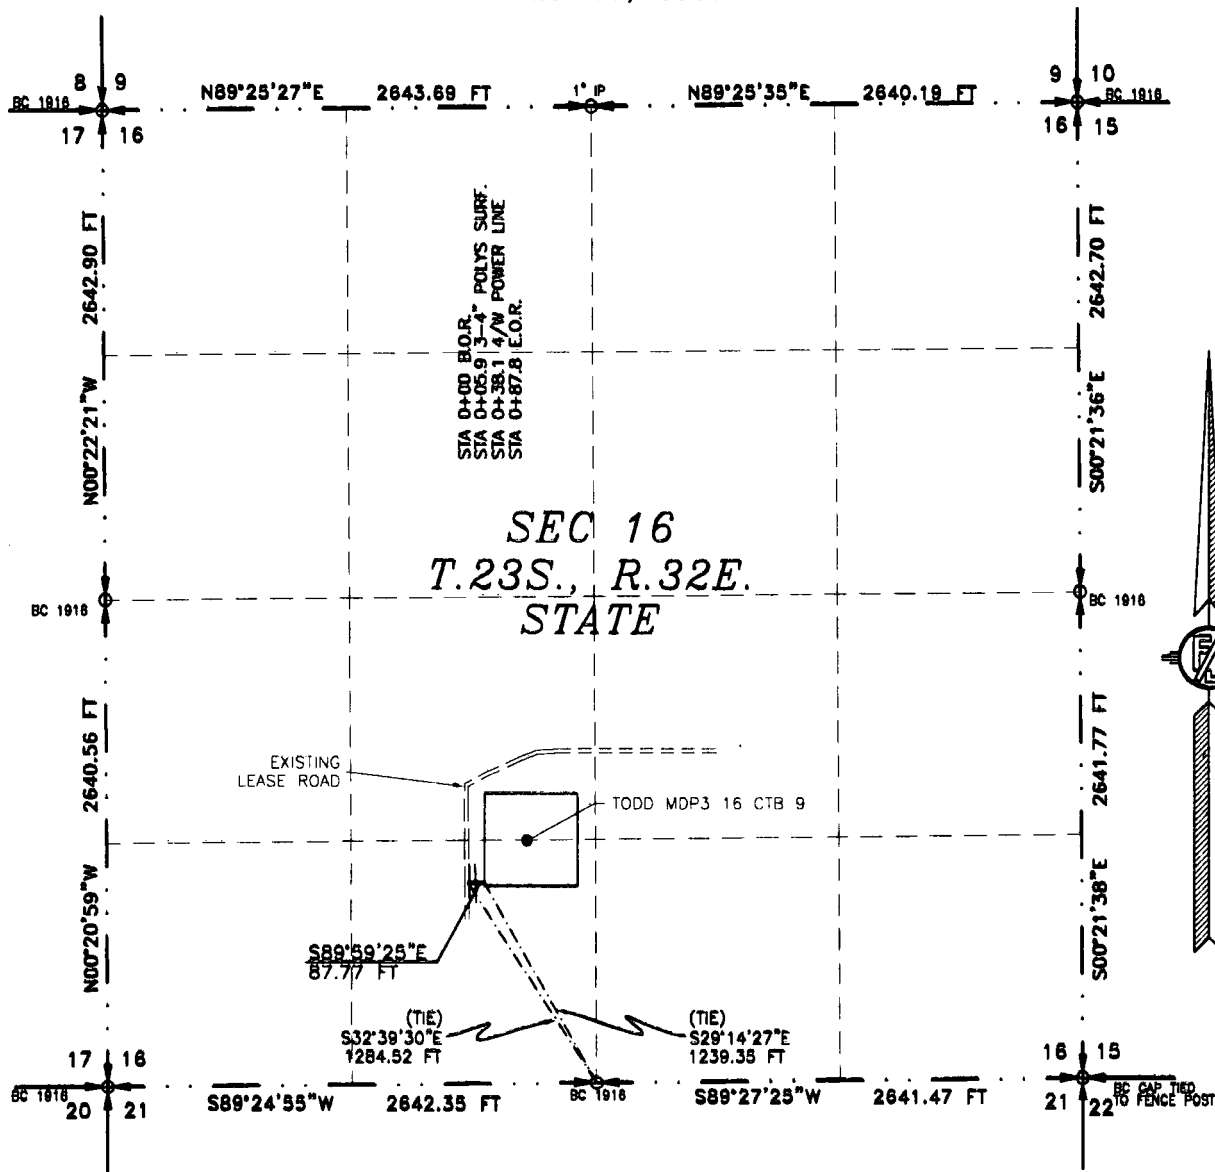 8 9
9 10
BC 1916
N89°25'27"E 2643.69 FT
1" IP
N89°25'35"E 2640.19 FT
BC 1916
17 16
16 15
N00°22'21"W 2642.90 FT
STA 0+00 B.O.R.
STA 0+05.9 3-4" POLYS SURF.
STA 0+38.1 4/W POWER LINE
STA 0+87.8 E.O.R.
S00°21'36"E 2642.70 FT
SEC 16
T.23S., R.32E.
STATE
BC 1916
BC 1916
N00°20'59"W 2640.56 FT
EXISTING
LEASE ROAD
TODD MDP3 16 CTB 9
S00°21'38"E 2641.77 FT
S89°59'25"E
87.77 FT
(TIE)
S32°39'30"E
1284.52 FT
(TIE)
S29°14'27"E
1239.35 FT
17 16
16 15
BC 1916
20 21
S89°24'55"W 2642.35 FT
BC 1916
S89°27'25"W 2641.47 FT
21 22
BC CAP TIED
TO FENCE POST